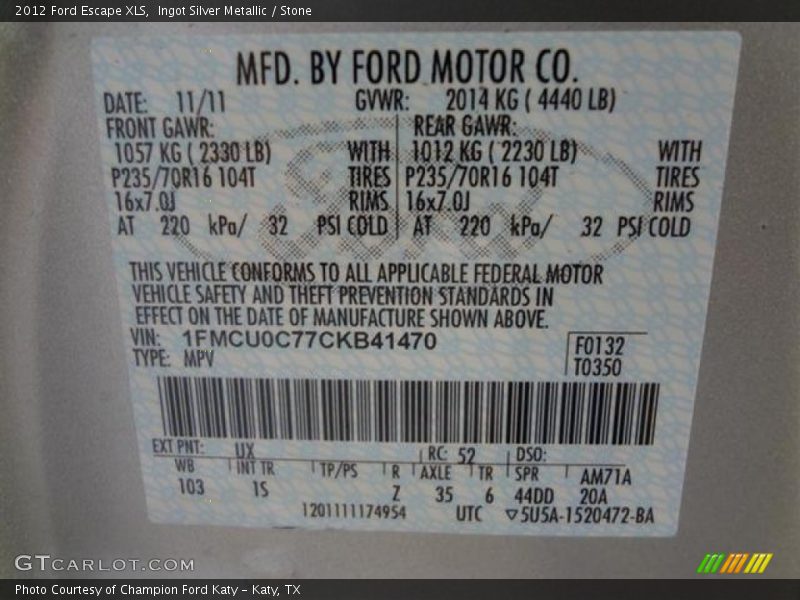 2012 Ford Escape XLS,  Ingot Silver Metallic / Stone
MFD. BY FORD MOTOR CO.
DATE: 11/11 GVWR: 2014 KG ( 4440 LB)
FRONT GAWR: REAR GAWR:
1057 KG ( 2330 LB) WITH 1012 KG ( 2230 LB) WITH
P235/70R16 104T TIRES P235/70R16 104T TIRES
16x7.0J RIMS 16x7.0J RIMS
AT 220 kPa/ 32 PSI COLD AT 220 kPa/ 32 PSI COLD
THIS VEHICLE CONFORMS TO ALL APPLICABLE FEDERAL MOTOR
VEHICLE SAFETY AND THEFT PREVENTION STANDARDS IN
EFFECT ON THE DATE OF MANUFACTURE SHOWN ABOVE.
VIN: 1FMCU0C77CKB41470 F0132
TYPE: MPV T0350
EXT PNT: UX RC: 52 DSO:
WB INT TR TP/PS R AXLE TR SPR AM71A
103 1S Z 35 6 44DD 20A
1201111174954 UTC ▽5U5A-1520472-BA
GTCARLOT.COM
Photo Courtesy of Champion Ford Katy – Katy, TX